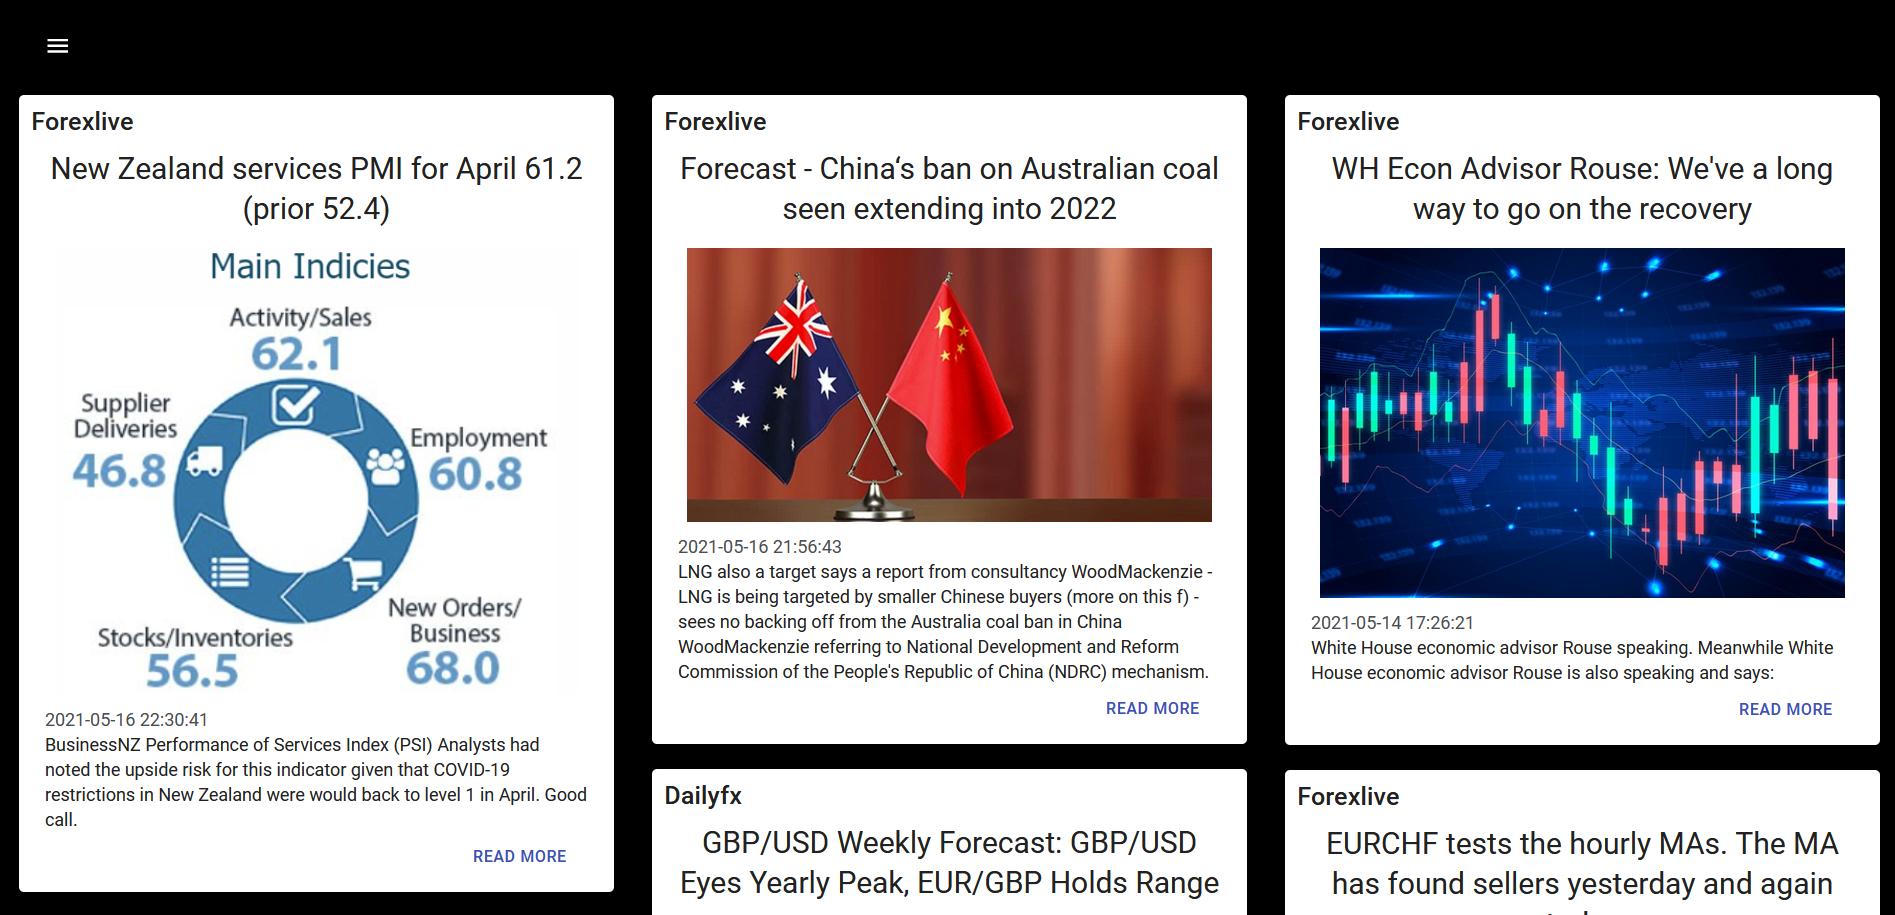 Forexlive
New Zealand services PMI for April 61.2
(prior 52.4)
Main Indicies
Activity/Sales
62.1
Supplier
Deliveries
46.8
Employment
60.8
New Orders/
Business
68.0
Stocks/Inventories
56.5
2021-05-16 22:30:41
BusinessNZ Performance of Services Index (PSI) Analysts had
noted the upside risk for this indicator given that COVID-19
restrictions in New Zealand were would back to level 1 in April. Good
call.
READ MORE
Forexlive
Forecast - China‘s ban on Australian coal
seen extending into 2022
2021-05-16 21:56:43
LNG also a target says a report from consultancy WoodMackenzie -
LNG is being targeted by smaller Chinese buyers (more on this f) -
sees no backing off from the Australia coal ban in China
WoodMackenzie referring to National Development and Reform
Commission of the People's Republic of China (NDRC) mechanism.
READ MORE
Dailyfx
GBP/USD Weekly Forecast: GBP/USD
Eyes Yearly Peak, EUR/GBP Holds Range
Forexlive
WH Econ Advisor Rouse: We've a long
way to go on the recovery
2021-05-14 17:26:21
White House economic advisor Rouse speaking. Meanwhile White
House economic advisor Rouse is also speaking and says:
READ MORE
Forexlive
EURCHF tests the hourly MAs. The MA
has found sellers yesterday and again